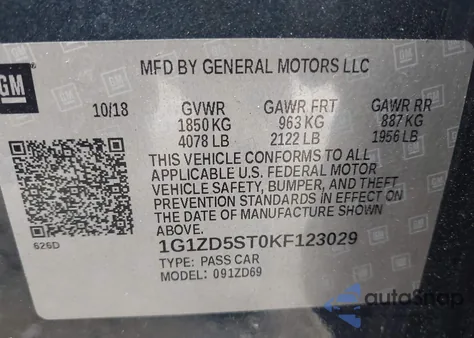 GM
MFD BY GENERAL MOTORS LLC
10/18 GVWR GAWR FRT GAWR RR
1850 KG 963 KG 887 KG
4078 LB 2122 LB 1956 LB
THIS VEHICLE CONFORMS TO ALL
APPLICABLE U.S. FEDERAL MOTOR
VEHICLE SAFETY, BUMPER, AND THEFT
PREVENTION STANDARDS IN EFFECT ON
THE DATE OF MANUFACTURE SHOWN
ABOVE.
626D
1G1ZD5ST0KF123029
TYPE: PASS CAR
MODEL: 091ZD69
autoSnap